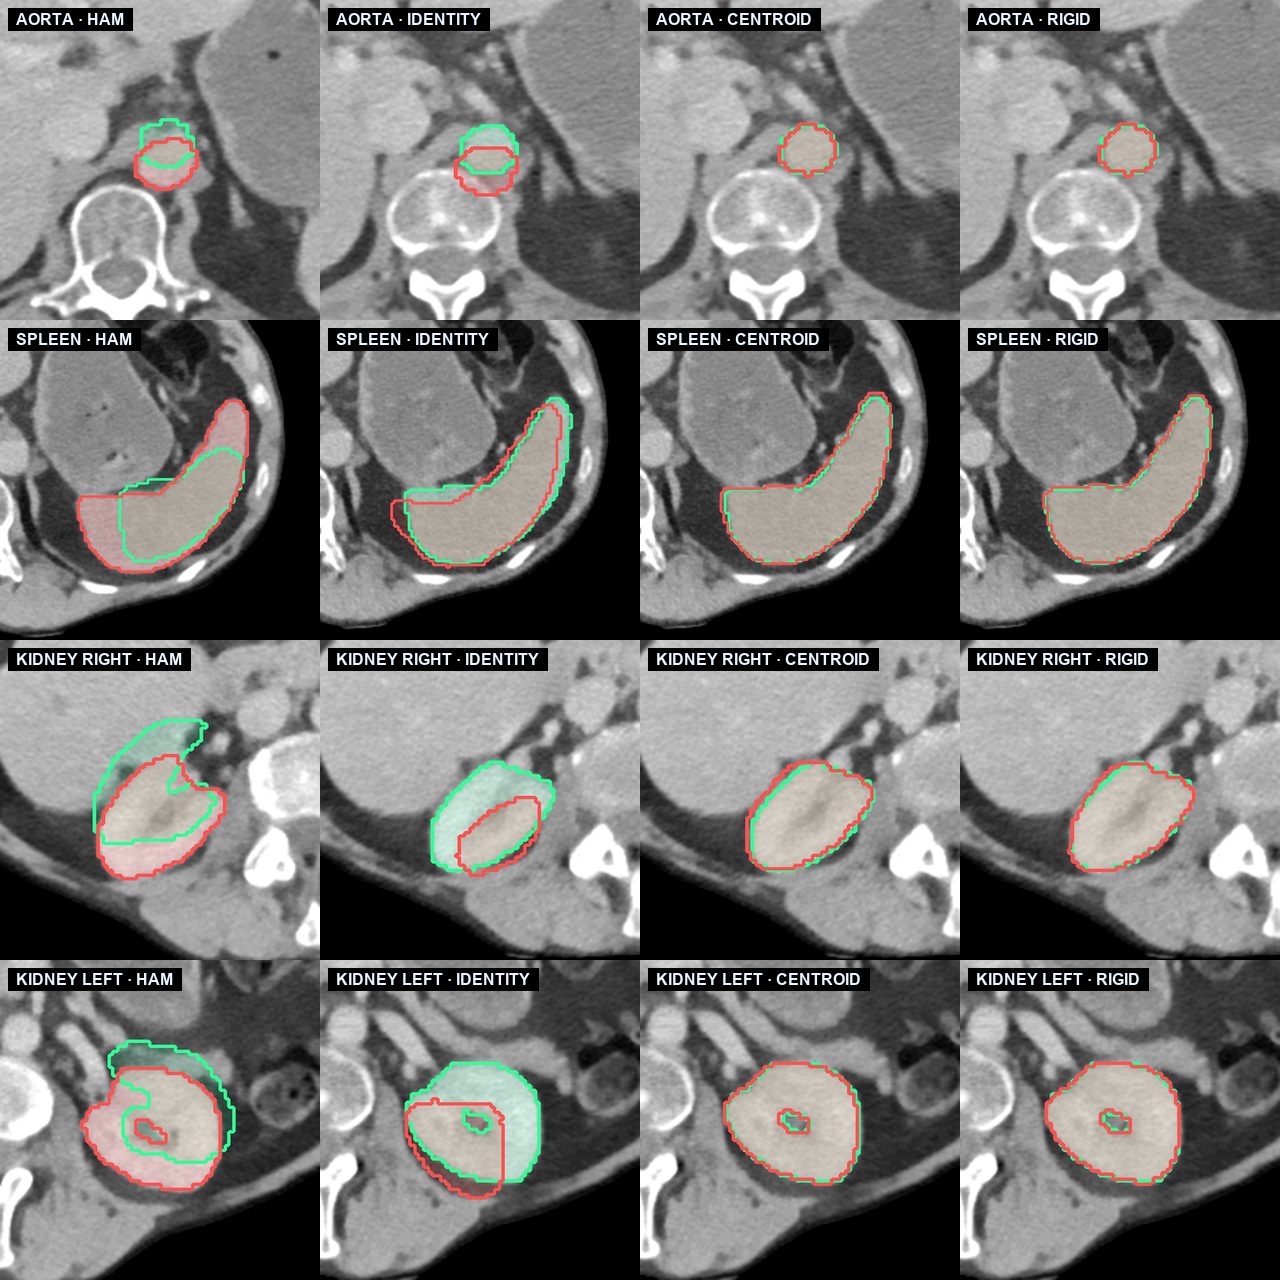 AORTA · HAM
AORTA · IDENTITY
AORTA · CENTROID
AORTA · RIGID
SPLEEN · HAM
SPLEEN · IDENTITY
SPLEEN · CENTROID
SPLEEN · RIGID
KIDNEY RIGHT · HAM
KIDNEY RIGHT · IDENTITY
KIDNEY RIGHT · CENTROID
KIDNEY RIGHT · RIGID
KIDNEY LEFT · HAM
KIDNEY LEFT · IDENTITY
KIDNEY LEFT · CENTROID
KIDNEY LEFT · RIGID